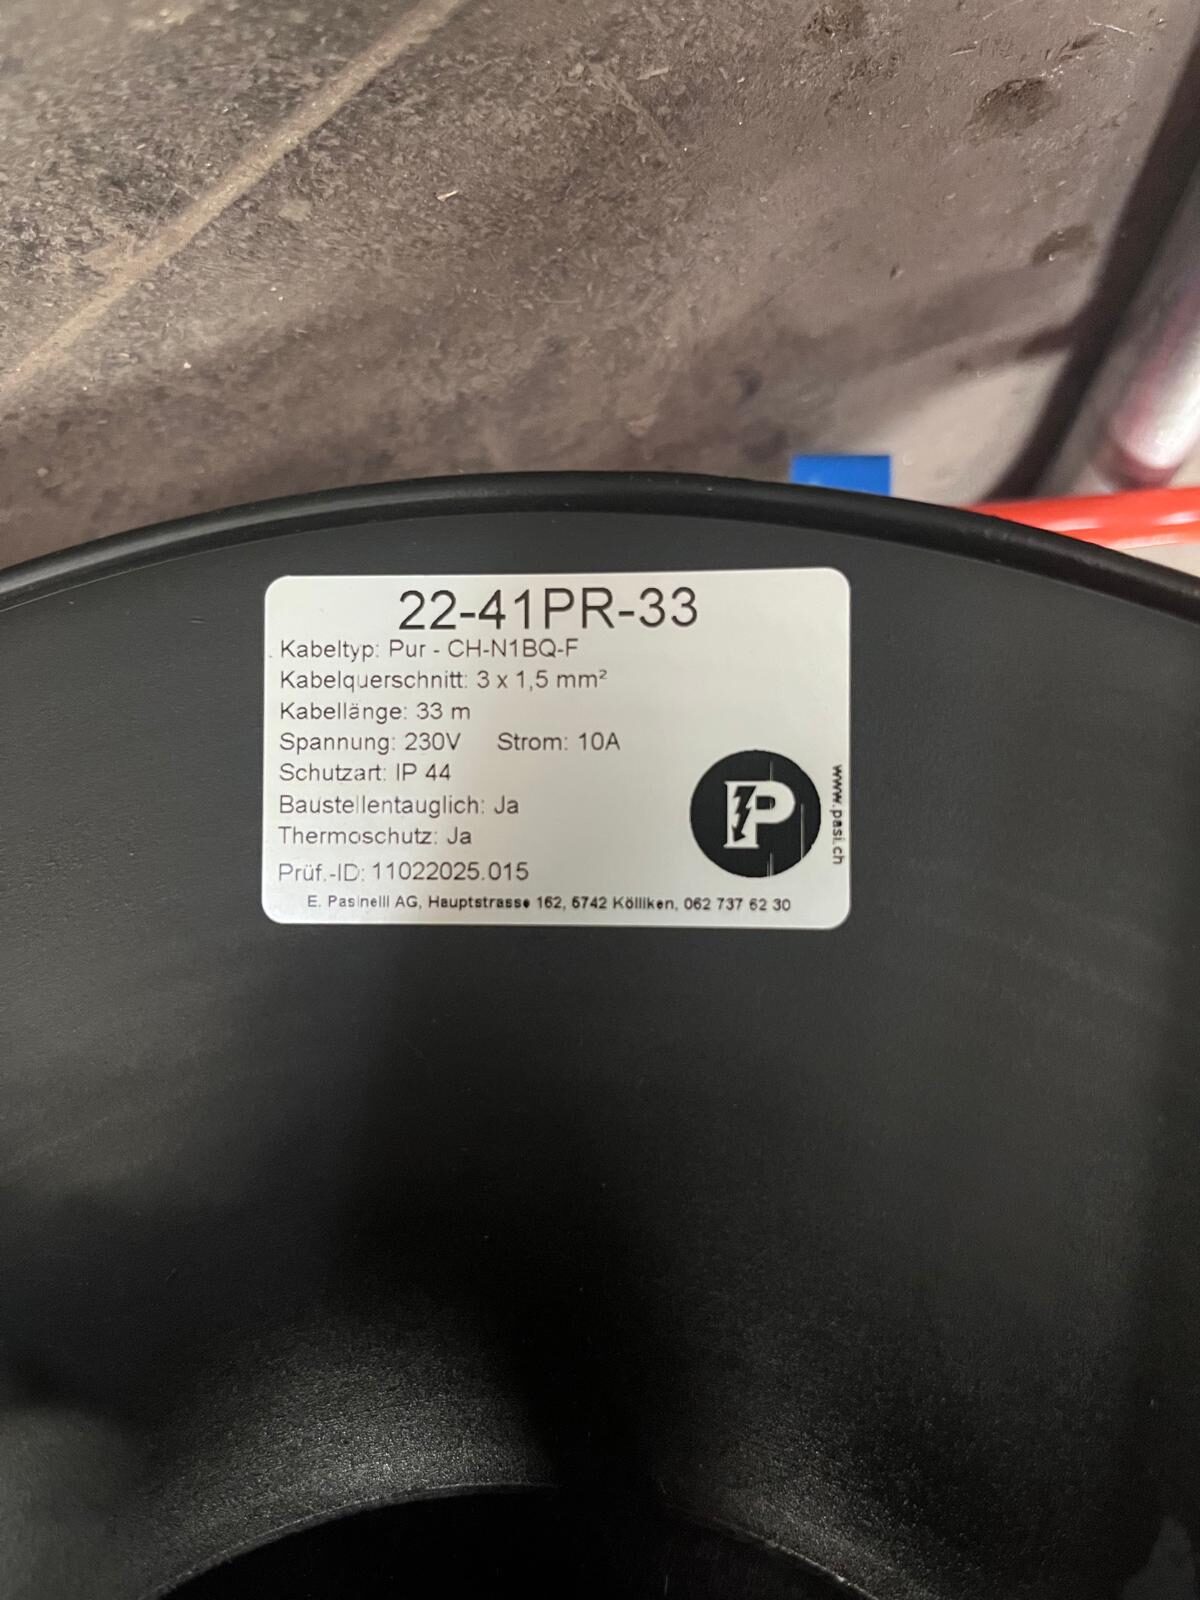 22-41PR-33
Kabeltyp: Pur - CH-N1BQ-F
Kabelquerschnitt: 3 x 1,5 mm²
Kabellänge: 33 m
Spannung: 230V Strom: 10A
Schutzart: IP 44
Baustellentauglich: Ja
Thermoschutz: Ja
Prüf.-ID: 11022025.015
E. Pasinelli AG, Hauptstrasse 162, 5742 Kölliken, 062 737 62 30
P
www.pasi.ch